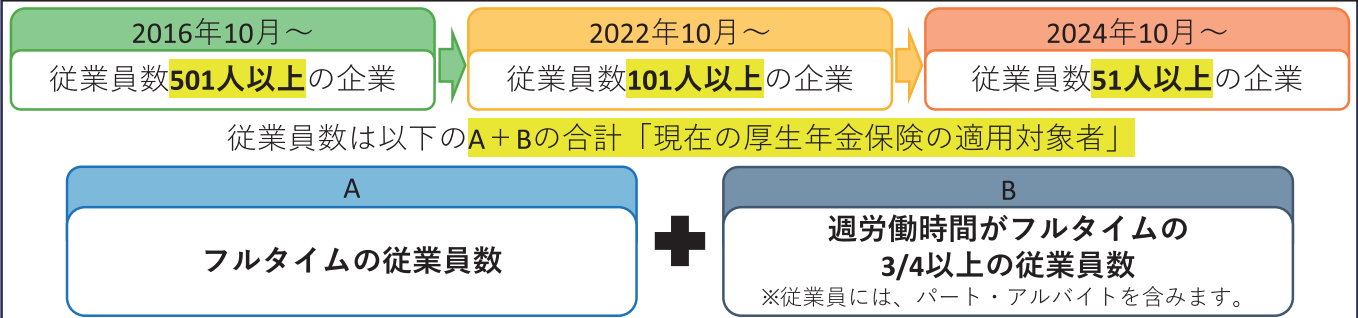 2016年10月～
従業員数501人以上の企業
2022年10月～
従業員数101人以上の企業
2024年10月～
従業員数51人以上の企業
従業員数は以下のA＋Bの合計「現在の厚生年金保険の適用対象者」
A
フルタイムの従業員数
B
週労働時間がフルタイムの
3/4以上の従業員数
※従業員には、パート・アルバイトを含みます。